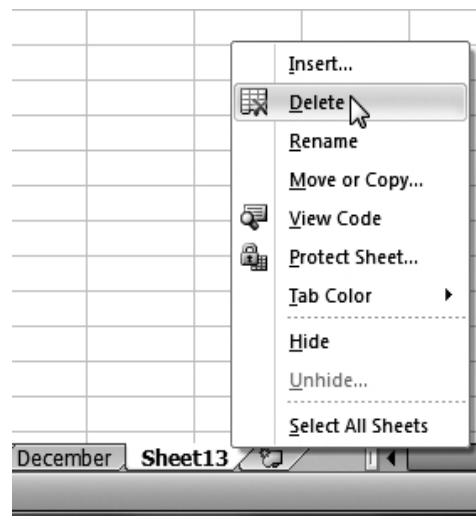 Insert...
Delete
Rename
Move or Copy...
View Code
Protect Sheet...
Tab Color
Hide
Unhide...
Select All Sheets
December Sheet13